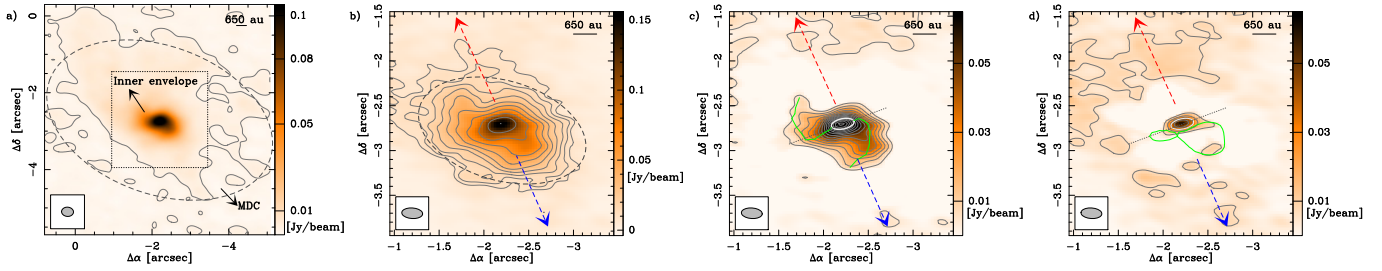 a)
650 au
Inner envelope
MDC
0
−2
−4
Δδ [arcsec]
0
−2
−4
Δα [arcsec]
0.1
0.08
0.05
0.01
[Jy/beam]
b)
650 au
−1.5
−2
−2.5
−3
−3.5
Δδ [arcsec]
−1
−1.5
−2
−2.5
−3
Δα [arcsec]
0.15
0.1
0.05
[Jy/beam]
0
c)
650 au
−1.5
−2
−2.5
−3
−3.5
Δδ [arcsec]
−1
−1.5
−2
−2.5
−3
Δα [arcsec]
0.05
0.03
0.01
[Jy/beam]
d)
650 au
−1.5
−2
−2.5
−3
−3.5
Δδ [arcsec]
−1
−1.5
−2
−2.5
−3
Δα [arcsec]
0.05
0.03
0.01
[Jy/beam]